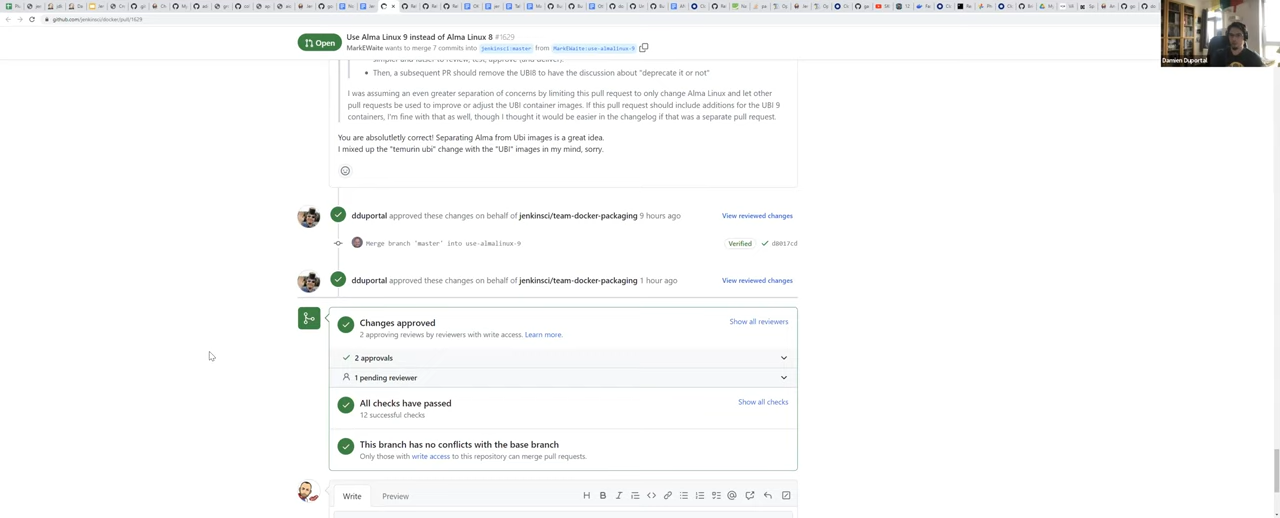 github.com/jenkinsci/docker/pull/1629
Open
Use Alma Linux 9 instead of Alma Linux 8 #1629
MarkEWaite wants to merge 7 commits into jenkinsci:master from MarkEWaite:use-almalinux-9
Damien Duportal
• Then, a subsequent PR should remove the UBI8 to have the discussion about "deprecate it or not"
I was assuming an even greater separation of concerns by limiting this pull request to only change Alma Linux and let other
pull requests be used to improve or adjust the UBI container images. If this pull request should include additions for the UBI 9
containers, I'm fine with that as well, though I thought it would be easier in the changelog if that was a separate pull request.
You are absolutletly correct! Separating Alma from Ubi images is a great idea.
I mixed up the "temurin ubi" change with the "UBI" images in my mind, sorry.
dduportal approved these changes on behalf of jenkinsci/team-docker-packaging 9 hours ago View reviewed changes
Merge branch 'master' into use-almalinux-9 Verified d8017cd
dduportal approved these changes on behalf of jenkinsci/team-docker-packaging 1 hour ago View reviewed changes
Changes approved Show all reviewers
2 approving reviews by reviewers with write access. Learn more.
2 approvals
1 pending reviewer
All checks have passed Show all checks
12 successful checks
This branch has no conflicts with the base branch
Only those with write access to this repository can merge pull requests.
Write Preview